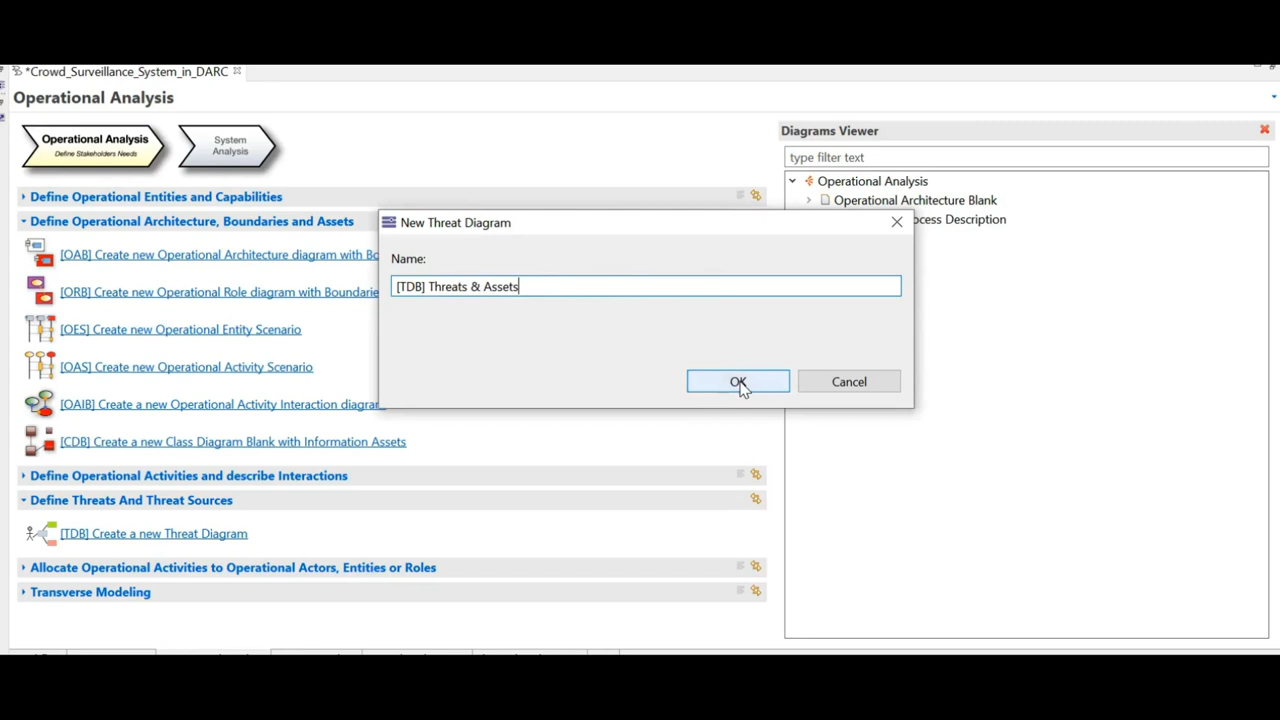 *Crowd_Surveillance_System_in_DARC
Operational Analysis
Operational Analysis
Define Stakeholders Needs
System
Analysis
Define Operational Entities and Capabilities
Define Operational Architecture, Boundaries and Assets
[OAB] Create new Operational Architecture diagram with Bo
[ORB] Create new Operational Role diagram with Boundarie
[OES] Create new Operational Entity Scenario
[OAS] Create new Operational Activity Scenario
[OAIB] Create a new Operational Activity Interaction diagram
[CDB] Create a new Class Diagram Blank with Information Assets
Define Operational Activities and describe Interactions
Define Threats And Threat Sources
[TDB] Create a new Threat Diagram
Allocate Operational Activities to Operational Actors, Entities or Roles
Transverse Modeling
New Threat Diagram
Name:
[TDB] Threats & Assets
OK
Cancel
Diagrams Viewer
type filter text
Operational Analysis
Operational Architecture Blank
ocess Description